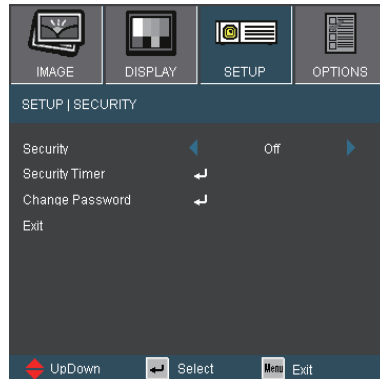 IMAGE DISPLAY SETUP OPTIONS
SETUP | SECURITY
Security Off
Security Timer
Change Password
Exit
UpDown Select Menu Exit